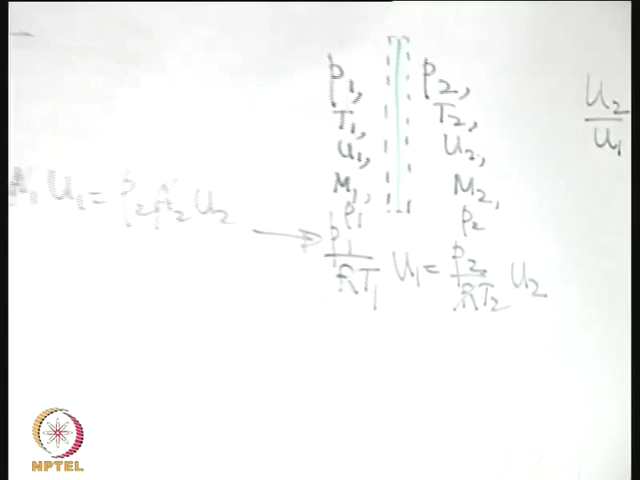 p₁, p₂,
T₁, T₂,
u₁, u₂,
M₁, M₂,
ρ₁ ρ₂
u₂/u₁
A₁ u₁ = ρ₂ A₂ u₂ → p₁/RT₁ u₁ = p₂/RT₂ u₂
NPTEL